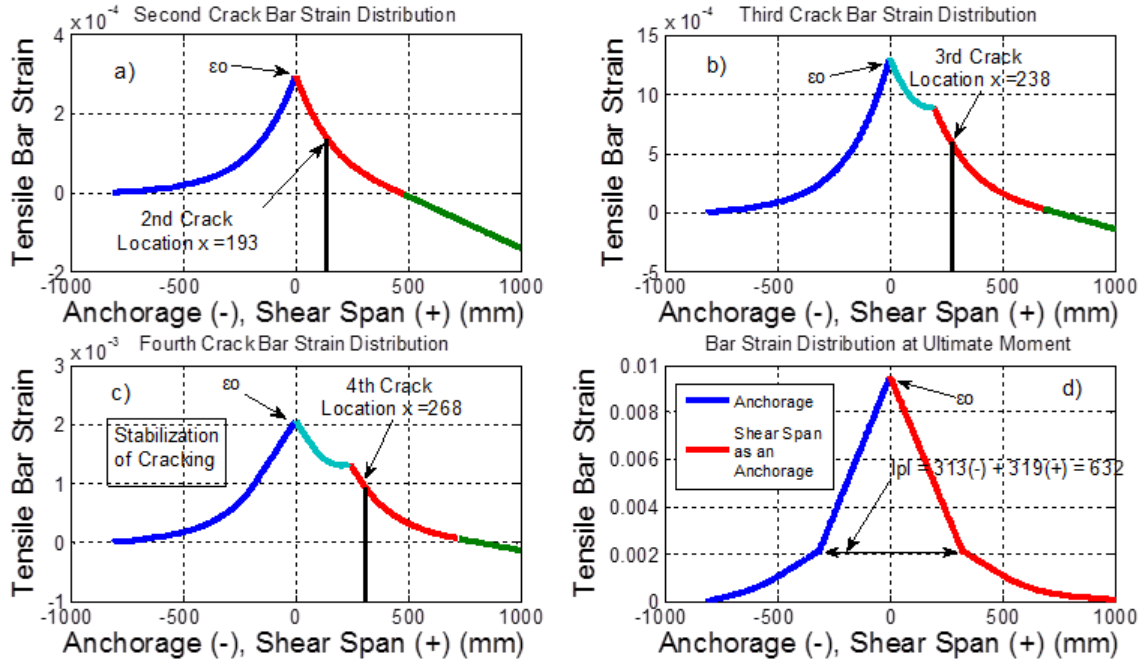 Second Crack Bar Strain Distribution
x 10-4
4
2
0
-2
Tensile Bar Strain
a)
εo
2nd Crack
Location x =193
-1000
-500
0
500
1000
Anchorage (-), Shear Span (+) (mm)
Third Crack Bar Strain Distribution
x 10-4
15
10
5
0
-5
Tensile Bar Strain
b)
εo
3rd Crack
Location x =238
-1000
-500
0
500
1000
Anchorage (-), Shear Span (+) (mm)
Fourth Crack Bar Strain Distribution
x 10-3
3
2
1
0
-1
Tensile Bar Strain
c)
εo
4th Crack
Location x =268
Stabilization
of Cracking
-1000
-500
0
500
1000
Anchorage (-), Shear Span (+) (mm)
Bar Strain Distribution at Ultimate Moment
0.01
0.008
0.006
0.004
0.002
0
Tensile Bar Strain
d)
εo
Anchorage
Shear Span
as an
Anchorage
lpl = 313(-) + 319(+) = 632
-1000
-500
0
500
1000
Anchorage (-), Shear Span (+) (mm)